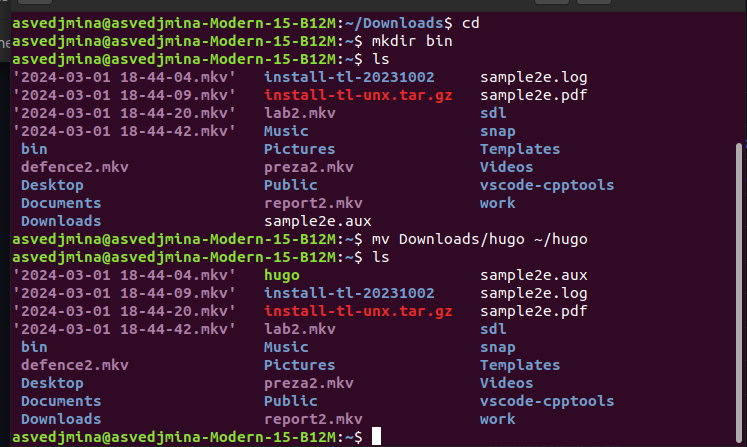 asvedjmina@asvedjmina-Modern-15-B12M:~/Downloads$ cd
asvedjmina@asvedjmina-Modern-15-B12M:~$ mkdir bin
asvedjmina@asvedjmina-Modern-15-B12M:~$ ls
'2024-03-01 18-44-04.mkv' install-tl-20231002 sample2e.log
'2024-03-01 18-44-09.mkv' install-tl-unx.tar.gz sample2e.pdf
'2024-03-01 18-44-20.mkv' lab2.mkv sdl
'2024-03-01 18-44-42.mkv' Music snap
bin Pictures Templates
defence2.mkv preza2.mkv Videos
Desktop Public vscode-cpptools
Documents report2.mkv work
Downloads sample2e.aux
asvedjmina@asvedjmina-Modern-15-B12M:~$ mv Downloads/hugo ~/hugo
asvedjmina@asvedjmina-Modern-15-B12M:~$ ls
'2024-03-01 18-44-04.mkv' hugo sample2e.aux
'2024-03-01 18-44-09.mkv' install-tl-20231002 sample2e.log
'2024-03-01 18-44-20.mkv' install-tl-unx.tar.gz sample2e.pdf
'2024-03-01 18-44-42.mkv' lab2.mkv sdl
bin Music snap
defence2.mkv Pictures Templates
Desktop preza2.mkv Videos
Documents Public vscode-cpptools
Downloads report2.mkv work
asvedjmina@asvedjmina-Modern-15-B12M:~$